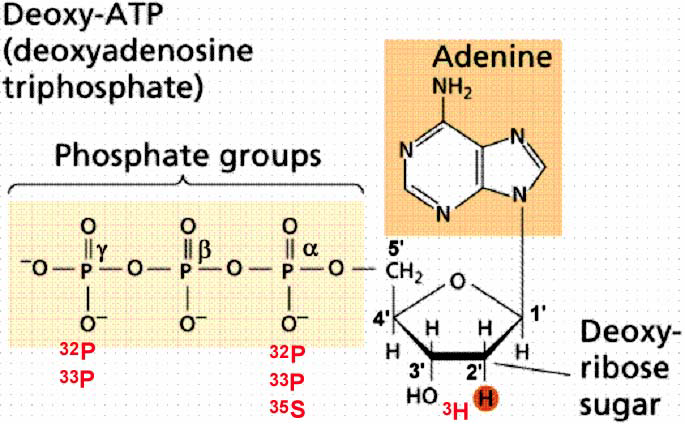 Deoxy-ATP
(deoxyadenosine
triphosphate)
Adenine
NH₂
N
N
N
N
Phosphate groups
O
O
O
γ
β
α
⁻O
P
O
P
O
P
O
5'
CH₂
O
O⁻
O⁻
O⁻
4'
1'
H
H
H
H
3'
2'
HO
³H
H
Deoxy-
ribose
sugar
³²P
³³P
³²P
³³P
³⁵S